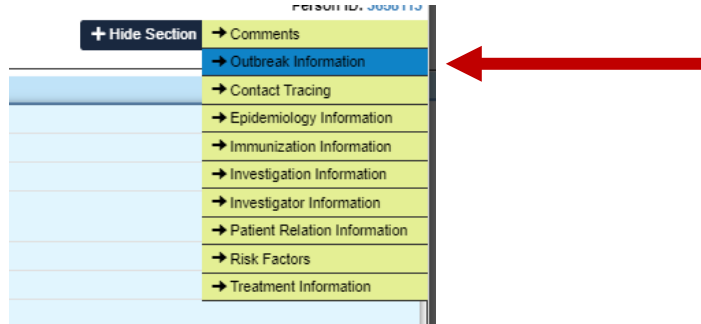 Person ID: 5658115
Hide Section
Comments
Outbreak Information
Contact Tracing
Epidemiology Information
Immunization Information
Investigation Information
Investigator Information
Patient Relation Information
Risk Factors
Treatment Information